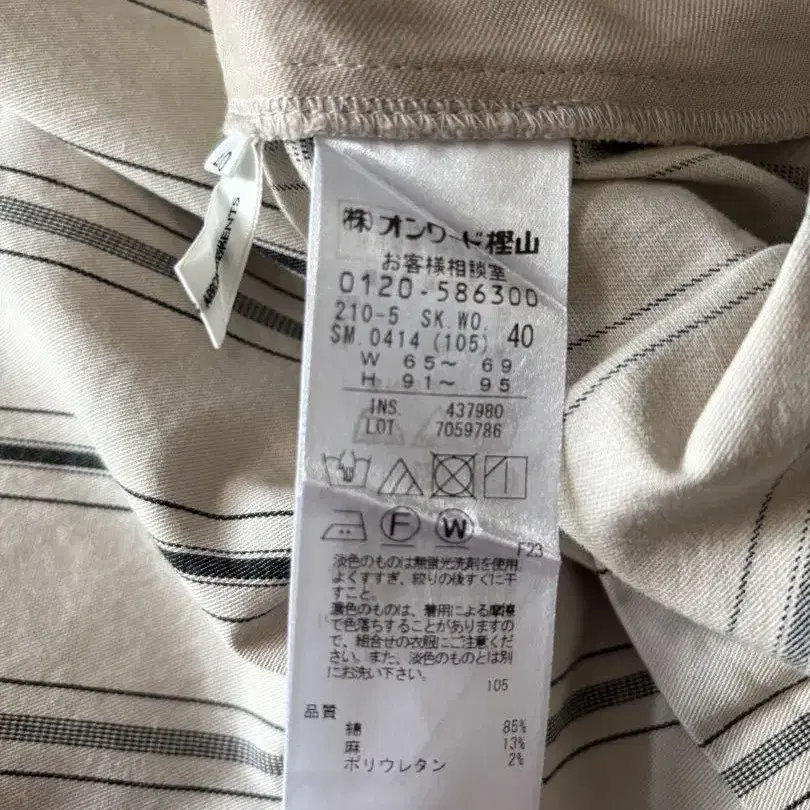 ㈱オンワード樫山
お客様相談室
0120-586300
210-5 SK.WO.
SM.0414 (105) 40
W 65～ 69
H 91～ 95
INS. 437980
LOT 7059786
F W
F23
淡色のものは無蛍光洗剤を使用、
よくすすぎ、絞りの後すぐに干
すこと。
濃色のものは、着用による摩擦
で色落ちすることがありますの
で、組合せの衣服にご注意くだ
さい。また、淡色のものとは別
にお洗い下さい。
105
品質
綿 85%
麻 13%
ポリウレタン 2%